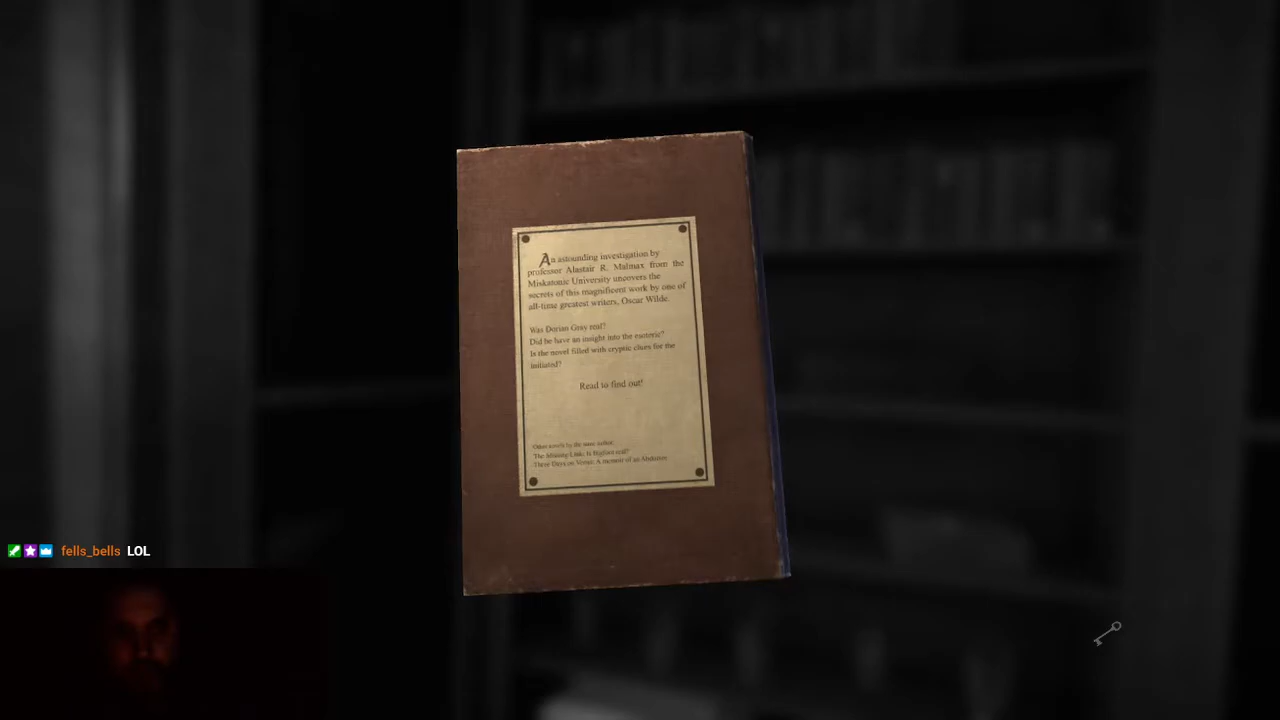 An astounding investigation by
professor Alastair R. Malmax from the
Miskatonic University uncovers the
secrets of this magnificent work by one of
all-time greatest writers, Oscar Wilde.
Was Dorian Gray real?
Did he have an insight into the esoteric?
Is the novel filled with cryptic clues for the
initiated?
Read to find out!
Other novels by the same author:
The Missing Link: Is Bigfoot real?
Three Days on Venus: A memoir of an Abductee
fells_bells LOL